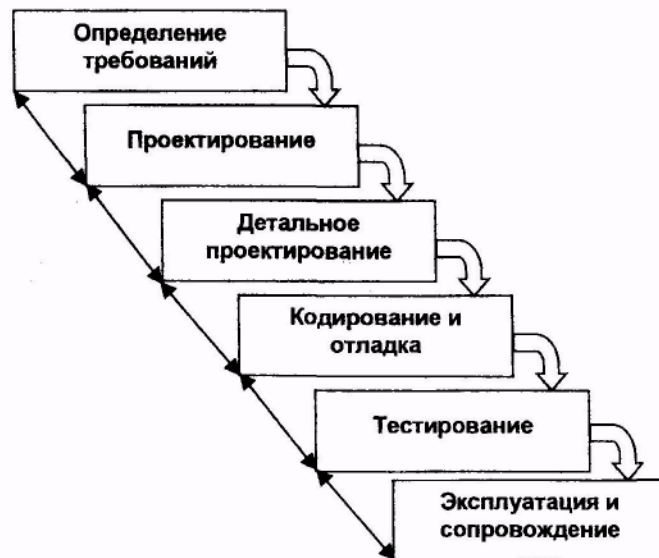 Определение
требований
Проектирование
Детальное
проектирование
Кодирование и
отладка
Тестирование
Эксплуатация и
сопровождение